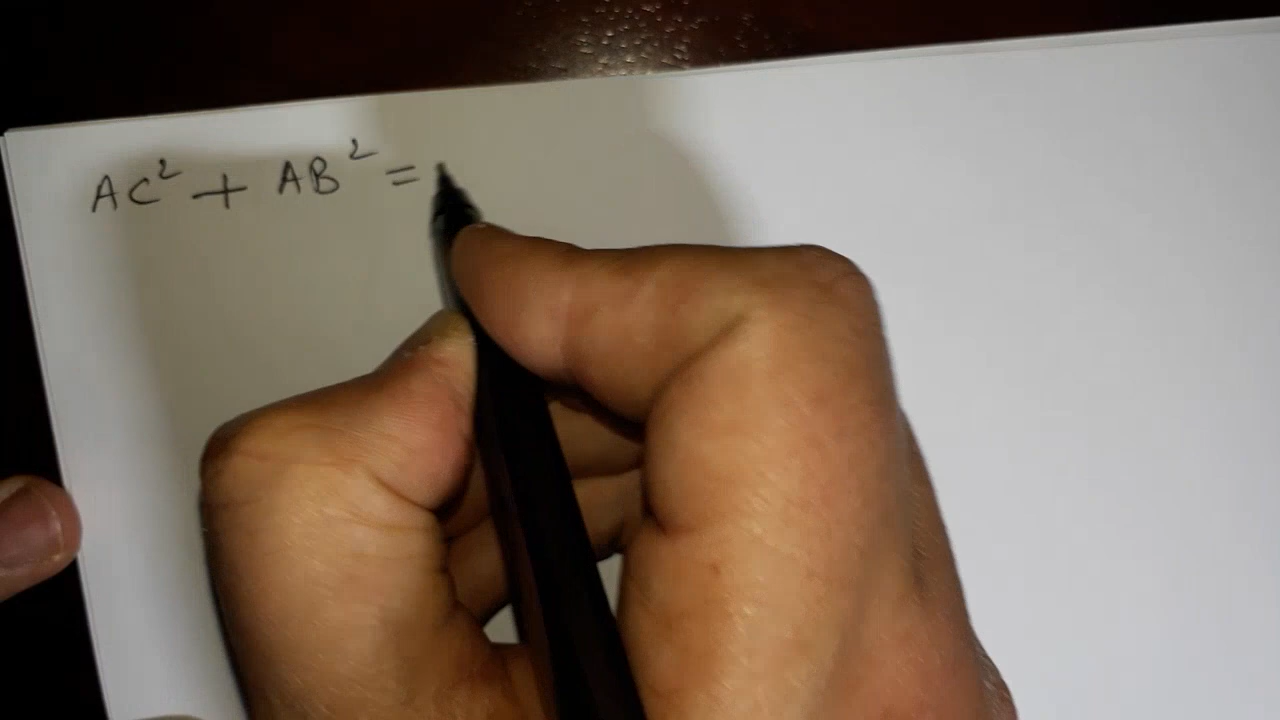 AC² + AB² =